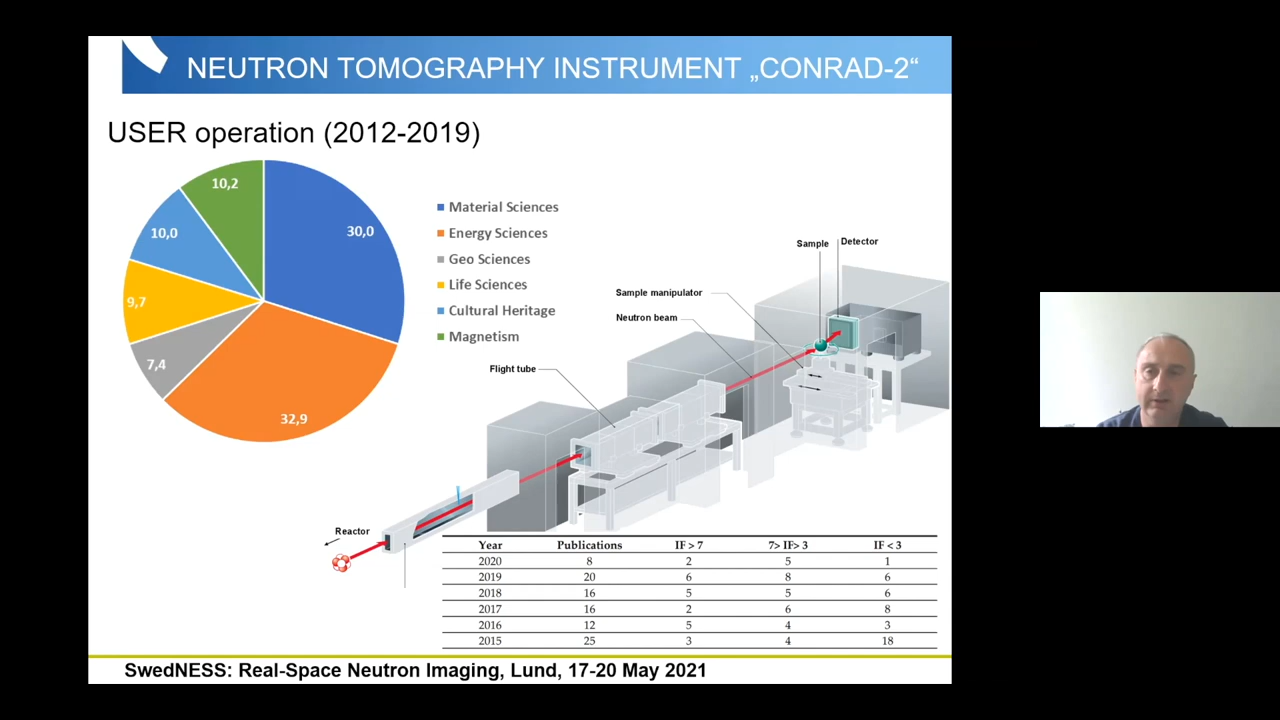 NEUTRON TOMOGRAPHY INSTRUMENT „CONRAD-2“
USER operation (2012-2019)
10,2
30,0
10,0
9,7
7,4
32,9
Material Sciences
Energy Sciences
Geo Sciences
Life Sciences
Cultural Heritage
Magnetism
Sample
Detector
Sample manipulator
Neutron beam
Flight tube
Reactor
Year Publications IF > 7 7> IF> 3 IF < 3
2020 8 2 5 1
2019 20 6 8 6
2018 16 5 5 6
2017 16 2 6 8
2016 12 5 4 3
2015 25 3 4 18
SwedNESS: Real-Space Neutron Imaging, Lund, 17-20 May 2021